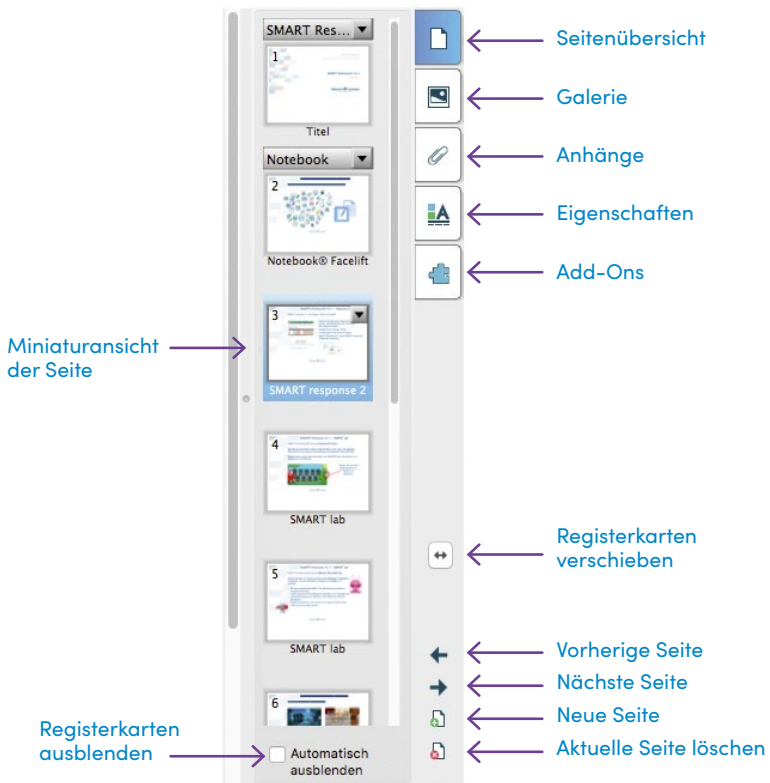 SMART Res...
1
Titel
Notebook
2
Notebook® Facelift
3
SMART response 2
4
SMART lab
5
SMART lab
6
Automatisch
ausblenden
Miniaturansicht
der Seite
Registerkarten
ausblenden
Seitenübersicht
Galerie
Anhänge
Eigenschaften
Add-Ons
Registerkarten
verschieben
Vorherige Seite
Nächste Seite
Neue Seite
Aktuelle Seite löschen